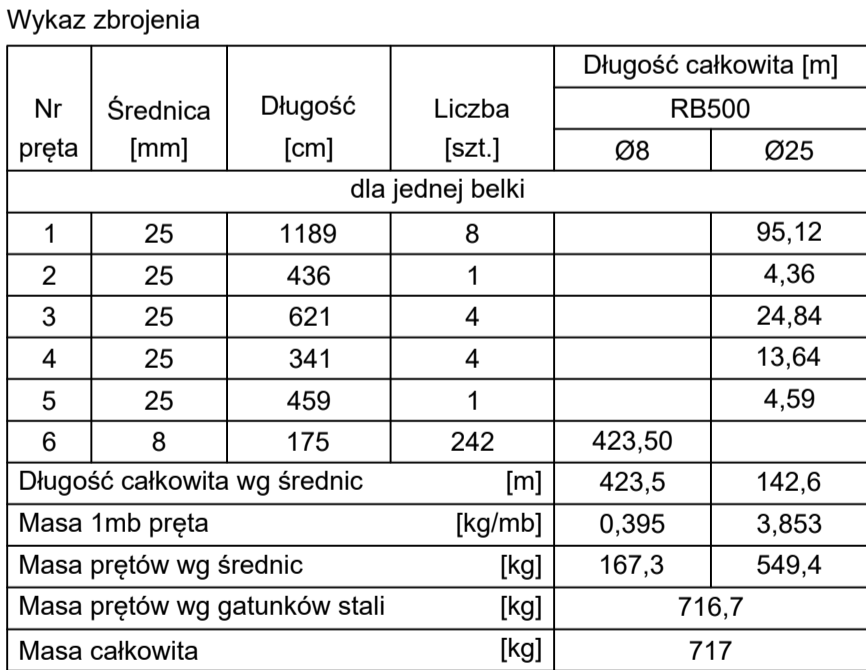 Wykaz zbrojenia
Nr pręta Średnica [mm] Długość [cm] Liczba [szt.] Długość całkowita [m]
RB500
Ø8 Ø25
dla jednej belki
1 25 1189 8 95,12
2 25 436 1 4,36
3 25 621 4 24,84
4 25 341 4 13,64
5 25 459 1 4,59
6 8 175 242 423,50
Długość całkowita wg średnic [m] 423,5 142,6
Masa 1mb pręta [kg/mb] 0,395 3,853
Masa prętów wg średnic [kg] 167,3 549,4
Masa prętów wg gatunków stali [kg] 716,7
Masa całkowita [kg] 717